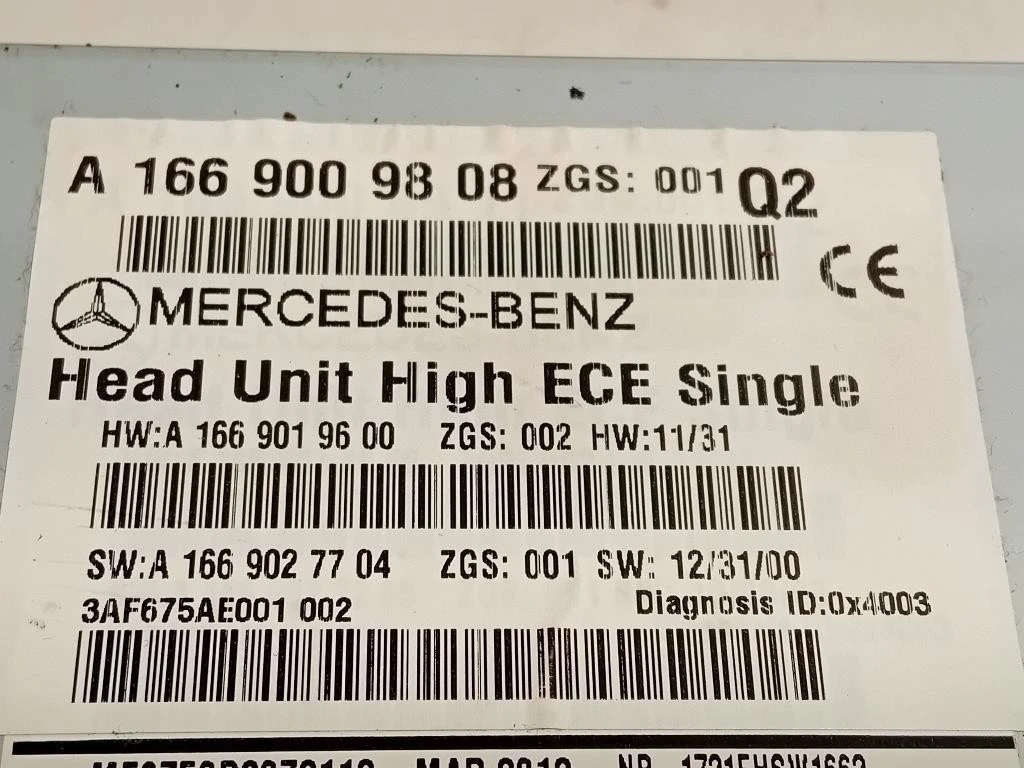 A 166 900 98 08 ZGS: 001 Q2
CE
MERCEDES-BENZ
Head Unit High ECE Single
HW:A 166 901 96 00 ZGS: 002 HW:11/31
SW:A 166 902 77 04 ZGS: 001 SW: 12/31/00
3AF675AE001 002 Diagnosis ID:0x4003